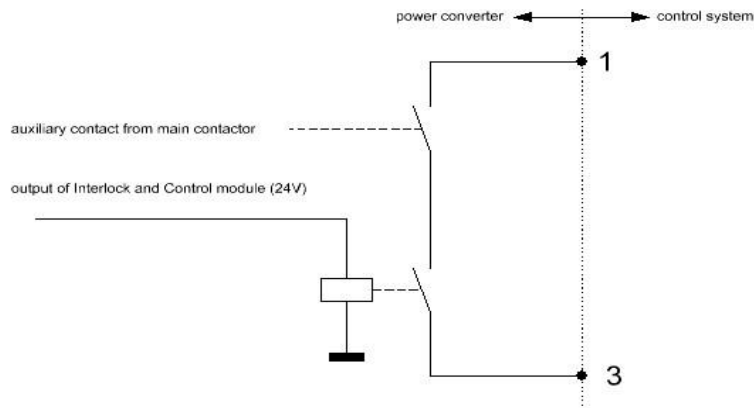 power converter
control system
1
auxiliary contact from main contactor
output of Interlock and Control module (24V)
3